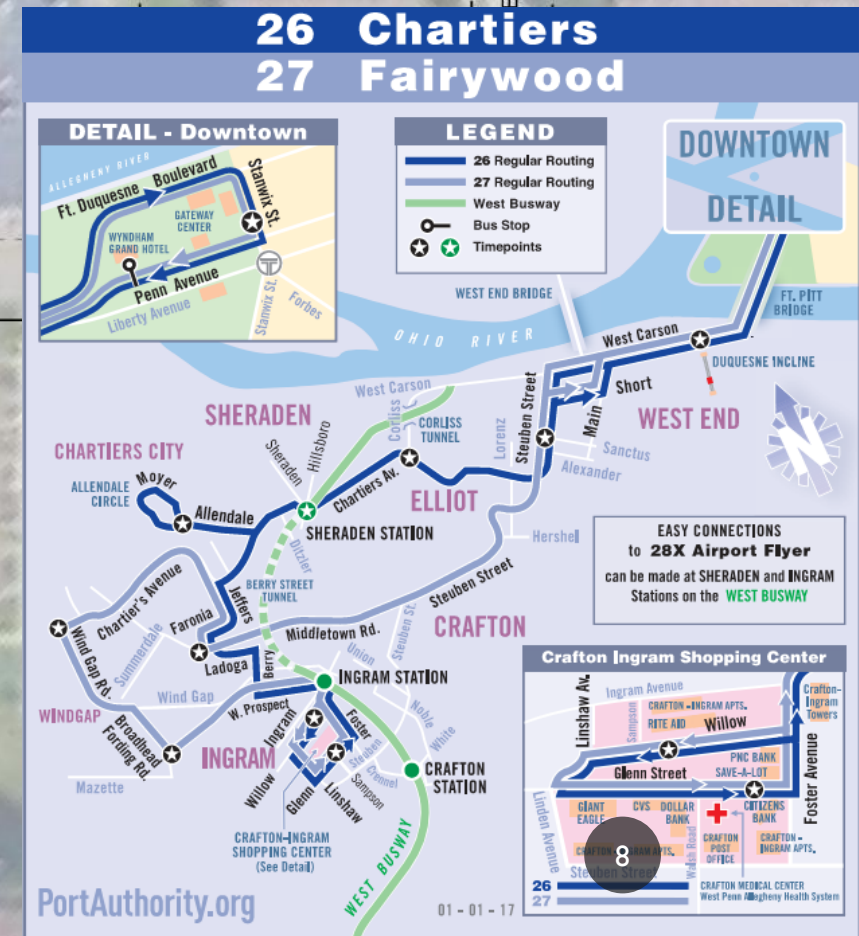 26 Chartiers
27 Fairywood
DETAIL - Downtown
ALLEGHENY RIVER
Ft. Duquesne Boulevard
Stanwix St.
GATEWAY
CENTER
WYNDHAM
GRAND HOTEL
Penn Avenue
Liberty Avenue
T
Stanwix St.
Forbes
LEGEND
26 Regular Routing
27 Regular Routing
West Busway
Bus Stop
Timepoints
DOWNTOWN
DETAIL
WEST END BRIDGE
FT. PITT
BRIDGE
OHIO RIVER
West Carson
DUQUESNE INCLINE
West Carson
Short
Main
WEST END
N
SHERADEN
Corliss
CORLISS
TUNNEL
Lorenz
Steuben Street
Sanctus
Alexander
CHARTIERS CITY
Sheraden
Hillsboro
Chartiers Av.
ELLIOT
ALLENDALE
CIRCLE
Moyer
Allendale
SHERADEN STATION
Ditzler
Hershel
EASY CONNECTIONS
to 28X Airport Flyer
can be made at SHERADEN and INGRAM
Stations on the WEST BUSWAY
Chartier's Avenue
Jeffers
BERRY STREET
TUNNEL
Steuben Street
Faronia
Summerdale
Middletown Rd.
Steuben St.
CRAFTON
Wind Gap Rd.
Ladoga
Berry
Union
INGRAM STATION
Wind Gap
W. Prospect
WINDGAP
Broadhead
Fording Rd.
Mazette
INGRAM
Ingram
Foster
Noble
White
Steuben
Crennel
Sampson
Willow
Glenn
Linshaw
CRAFTON
STATION
CRAFTON-INGRAM
SHOPPING CENTER
(See Detail)
WEST BUSWAY
Crafton Ingram Shopping Center
Linshaw Av.
Ingram Avenue
Sampson
CRAFTON-INGRAM APTS.
RITE AID
Willow
Crafton-
Ingram
Towers
PNC BANK
Glenn Street
SAVE-A-LOT
Foster Avenue
Linden Avenue
GIANT
EAGLE
CVS
DOLLAR
BANK
CITIZENS
BANK
Walsh Road
CRAFTON
POST
OFFICE
CRAFTON-
INGRAM APTS.
CRAFTON-INGRAM APTS.
8
Steuben Street
26
27
CRAFTON MEDICAL CENTER
West Penn Allegheny Health System
PortAuthority.org
01-01-17